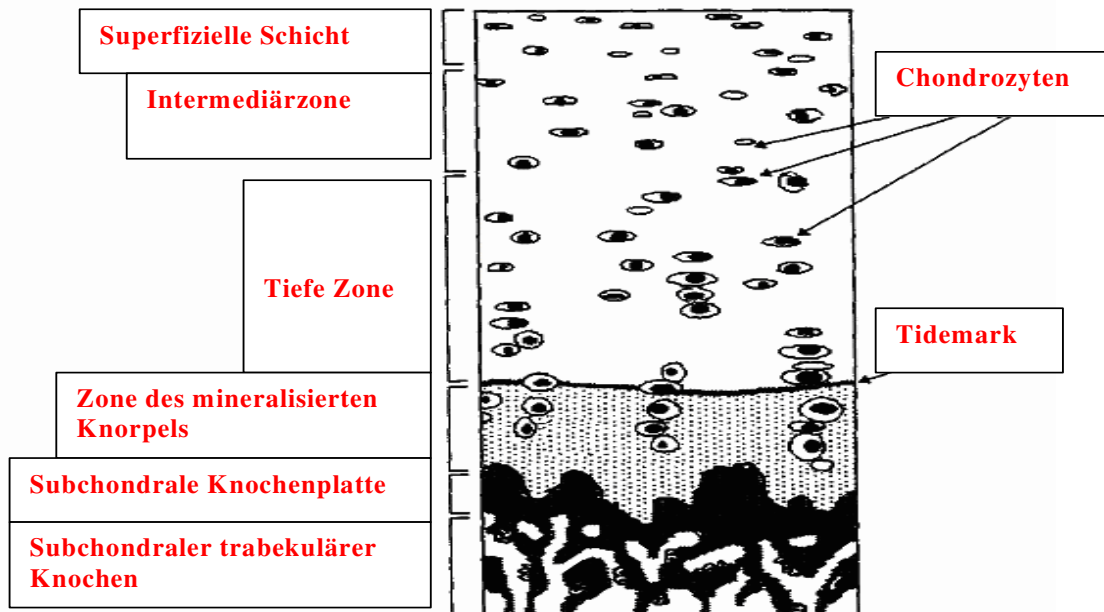 Superfizielle Schicht
Intermediärzone
Tiefe Zone
Zone des mineralisierten
Knorpels
Subchondrale Knochenplatte
Subchondraler trabekulärer
Knochen
Chondrozyten
Tidemark